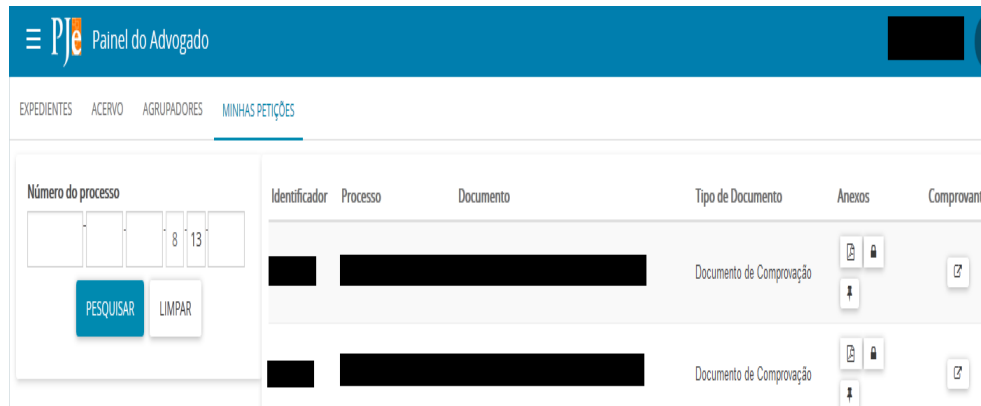 PJe Painel do Advogado
EXPEDIENTES ACERVO AGRUPADORES MINHAS PETIÇÕES
Número do processo
- - . 8 . 13 .
PESQUISAR LIMPAR
Identificador Processo Documento Tipo de Documento Anexos Comprovant
Documento de Comprovação
Documento de Comprovação